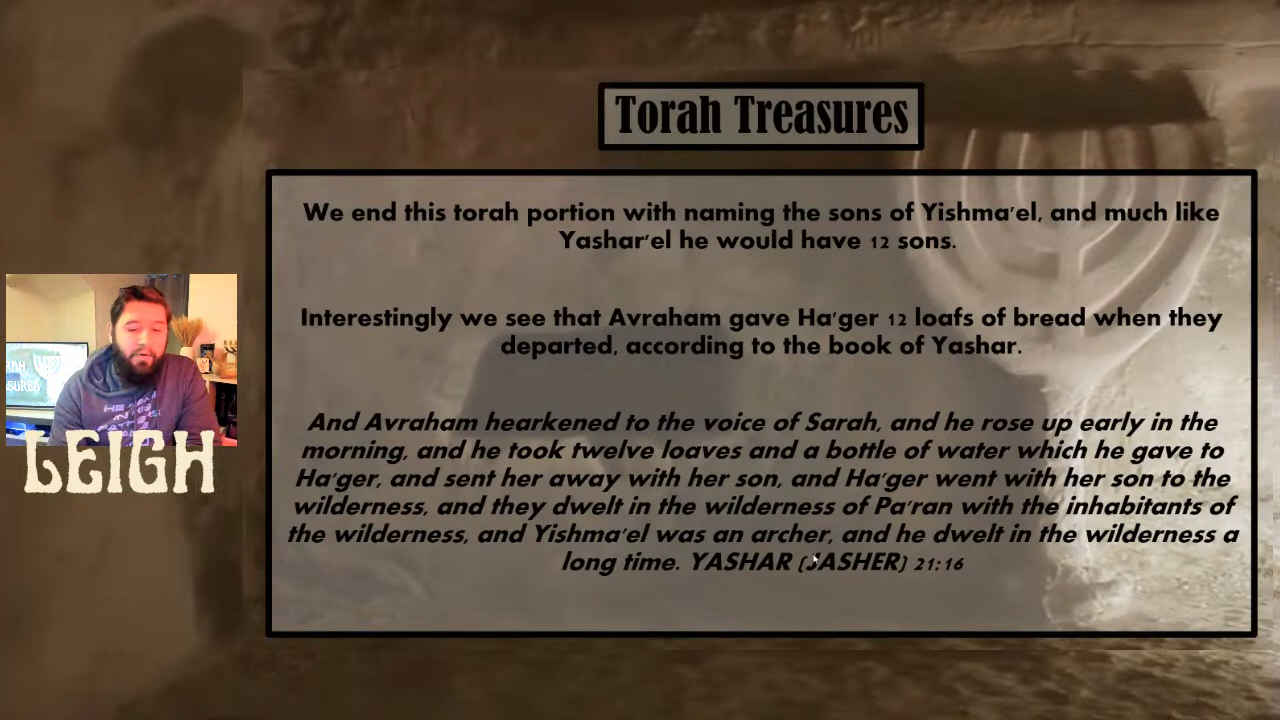 Torah Treasures
We end this torah portion with naming the sons of Yishma'el, and much like
Yashar'el he would have 12 sons.
Interestingly we see that Avraham gave Ha'ger 12 loafs of bread when they
departed, according to the book of Yashar.
And Avraham hearkened to the voice of Sarah, and he rose up early in the
morning, and he took twelve loaves and a bottle of water which he gave to
Ha'ger, and sent her away with her son, and Ha'ger went with her son to the
wilderness, and they dwelt in the wilderness of Pa'ran with the inhabitants of
the wilderness, and Yishma'el was an archer, and he dwelt in the wilderness a
long time. YASHAR (JASHER) 21:16
LEIGH